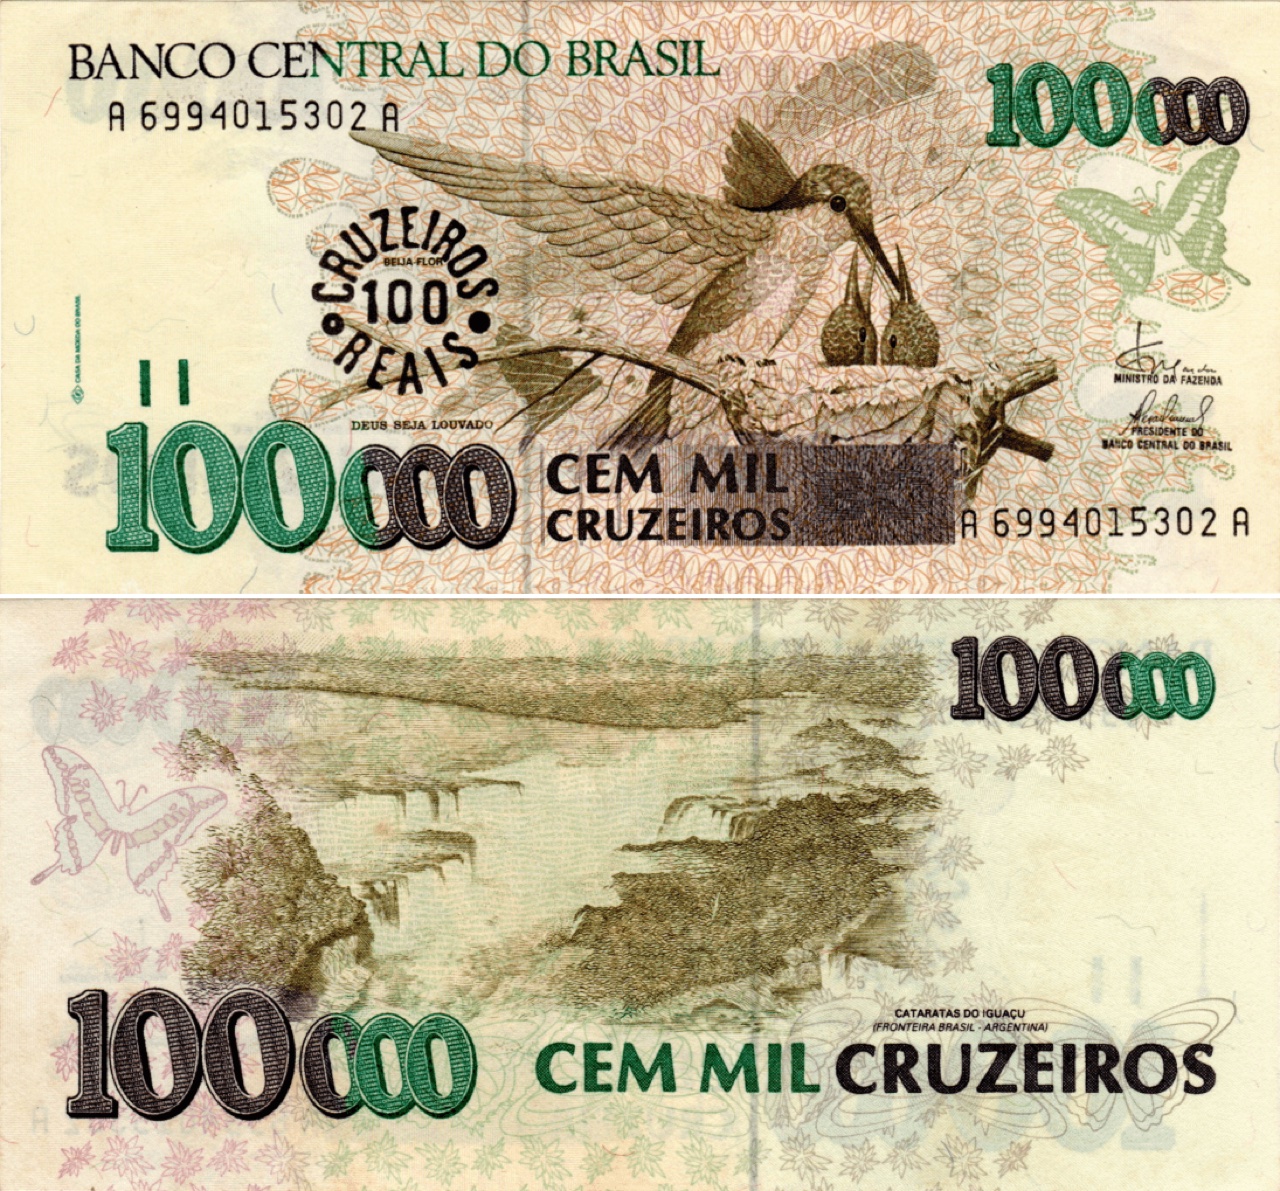 BANCO CENTRAL DO BRASIL
A 6994015302 A
100000
CRUZEIROS
BEIJA-FLOR
100
REAIS
CASA DA MOEDA DO BRASIL
MINISTRO DA FAZENDA
PRESIDENTE DO
BANCO CENTRAL DO BRASIL
DEUS SEJA LOUVADO
100000
CEM MIL
CRUZEIROS
A 6994015302 A
100000
CATARATAS DO IGUAÇU
(FRONTEIRA BRASIL - ARGENTINA)
100000
CEM MIL CRUZEIROS